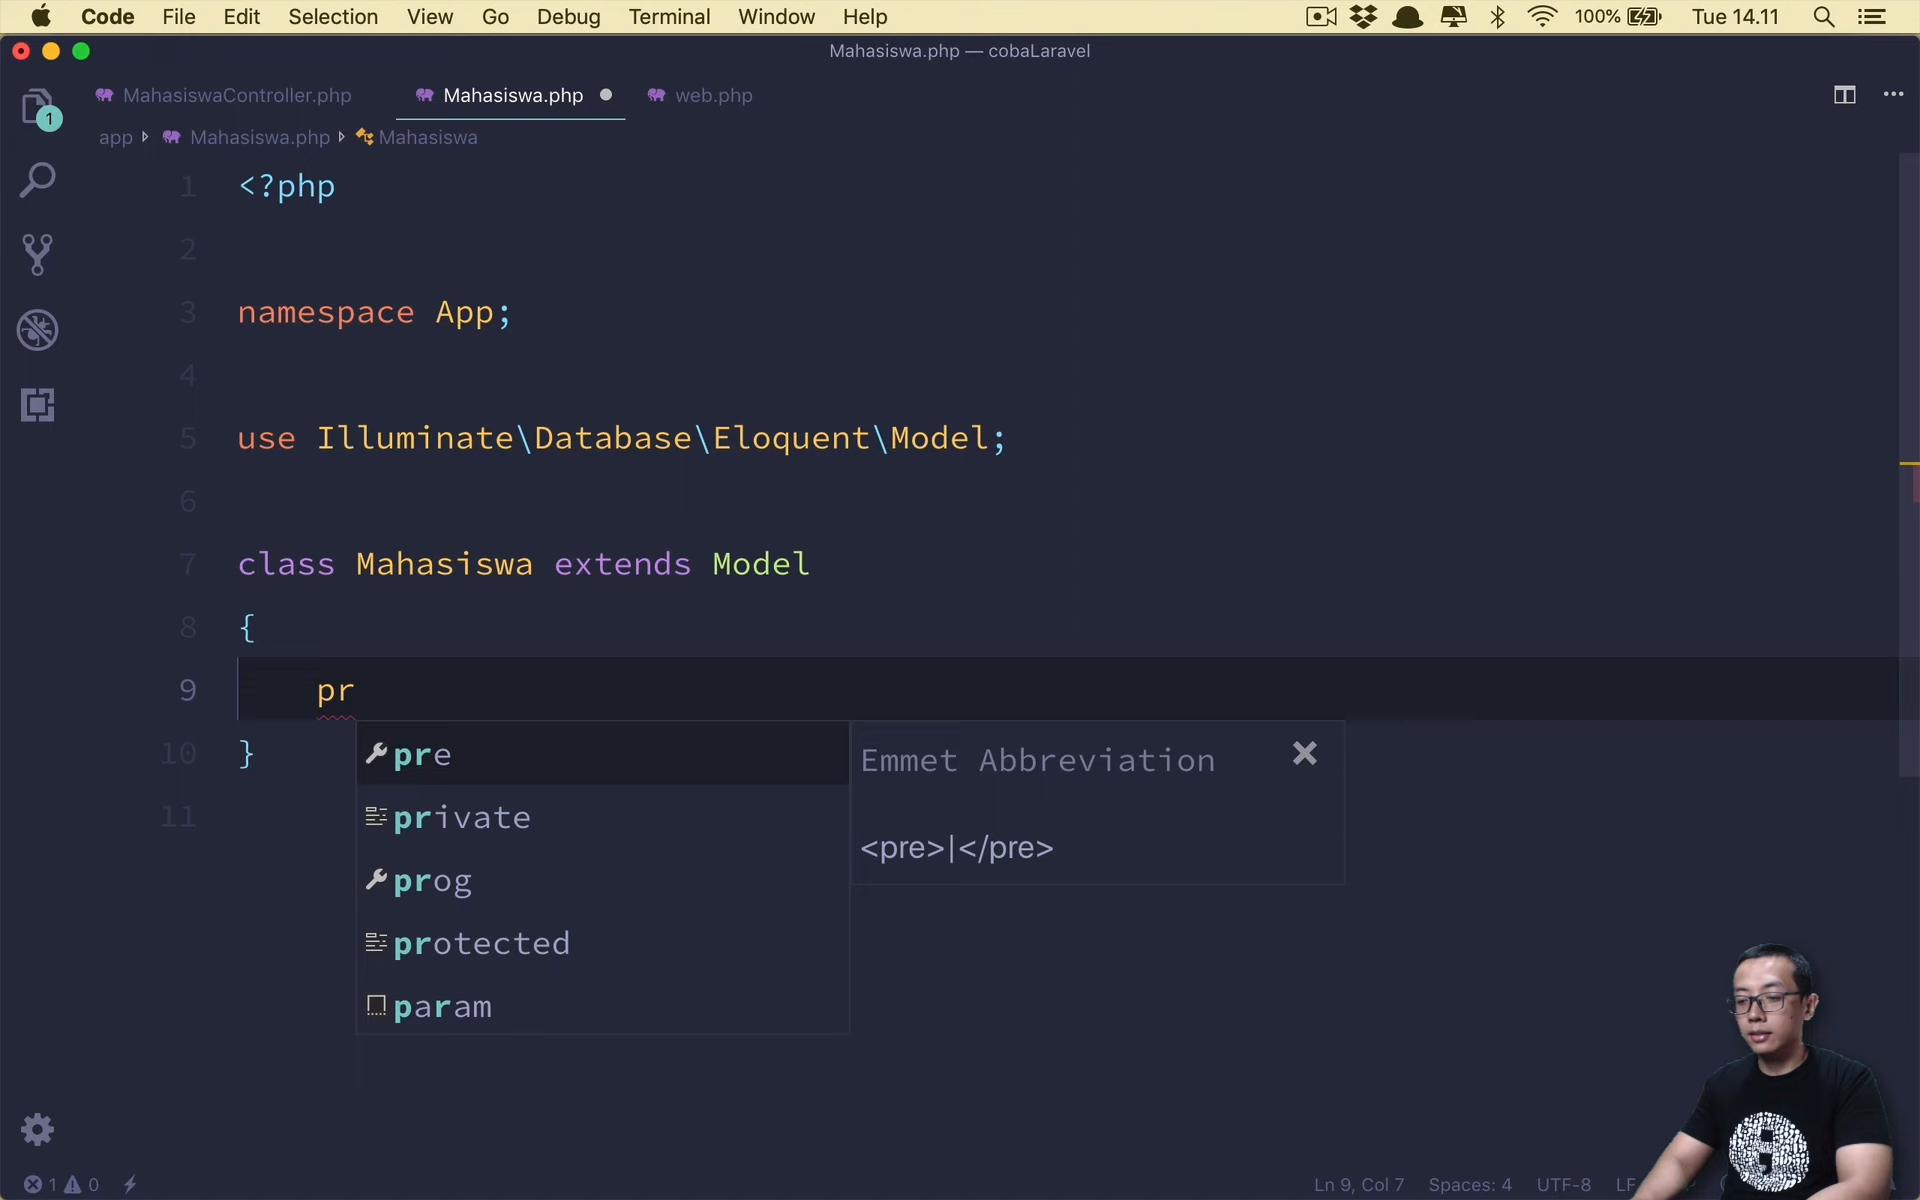 Code File Edit Selection View Go Debug Terminal Window Help 100% Tue 14.11
Mahasiswa.php — cobaLaravel
MahasiswaController.php Mahasiswa.php web.php
1
app Mahasiswa.php Mahasiswa
1 <?php
2
3 namespace App;
4
5 use Illuminate\Database\Eloquent\Model;
6
7 class Mahasiswa extends Model
8 {
9 pr
10 }
11
pre
private
prog
protected
param
Emmet Abbreviation
<pre>|</pre>
1 0 Ln 9, Col 7 Spaces: 4 UTF-8 LF